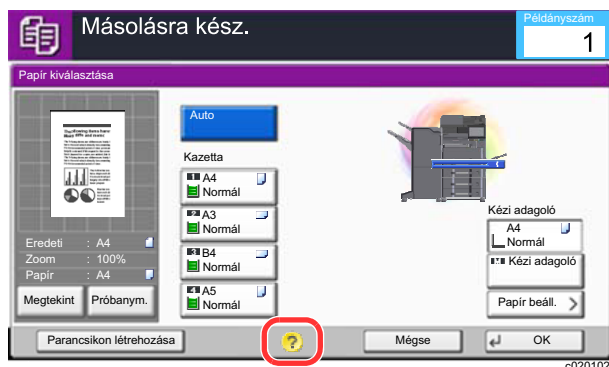 Másolásra kész.
Példányszám
1
Papír kiválasztása
Auto
Kazetta
1 A4
Normál
2 A3
Normál
3 B4
Normál
4 A5
Normál
Eredeti : A4
Zoom : 100%
Papír : A4
Megtekint
Próbanym.
Kézi adagoló
A4
Normál
Kézi adagoló
Papír beáll.
Parancsikon létrehozása
?
Mégse
OK
c020102